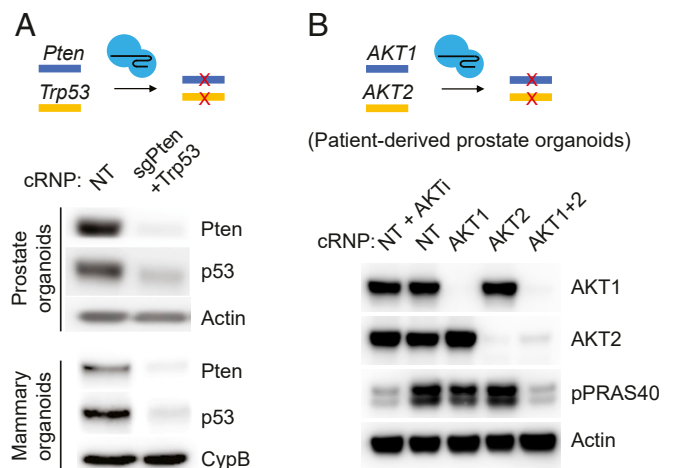 A
Pten
Trp53
cRNP: NT sgPten +Trp53
Prostate organoids
Pten
p53
Actin
Mammary organoids
Pten
p53
CypB
B
AKT1
AKT2
(Patient-derived prostate organoids)
cRNP: NT + AKTi NT AKT1 AKT2 AKT1+2
AKT1
AKT2
pPRAS40
Actin